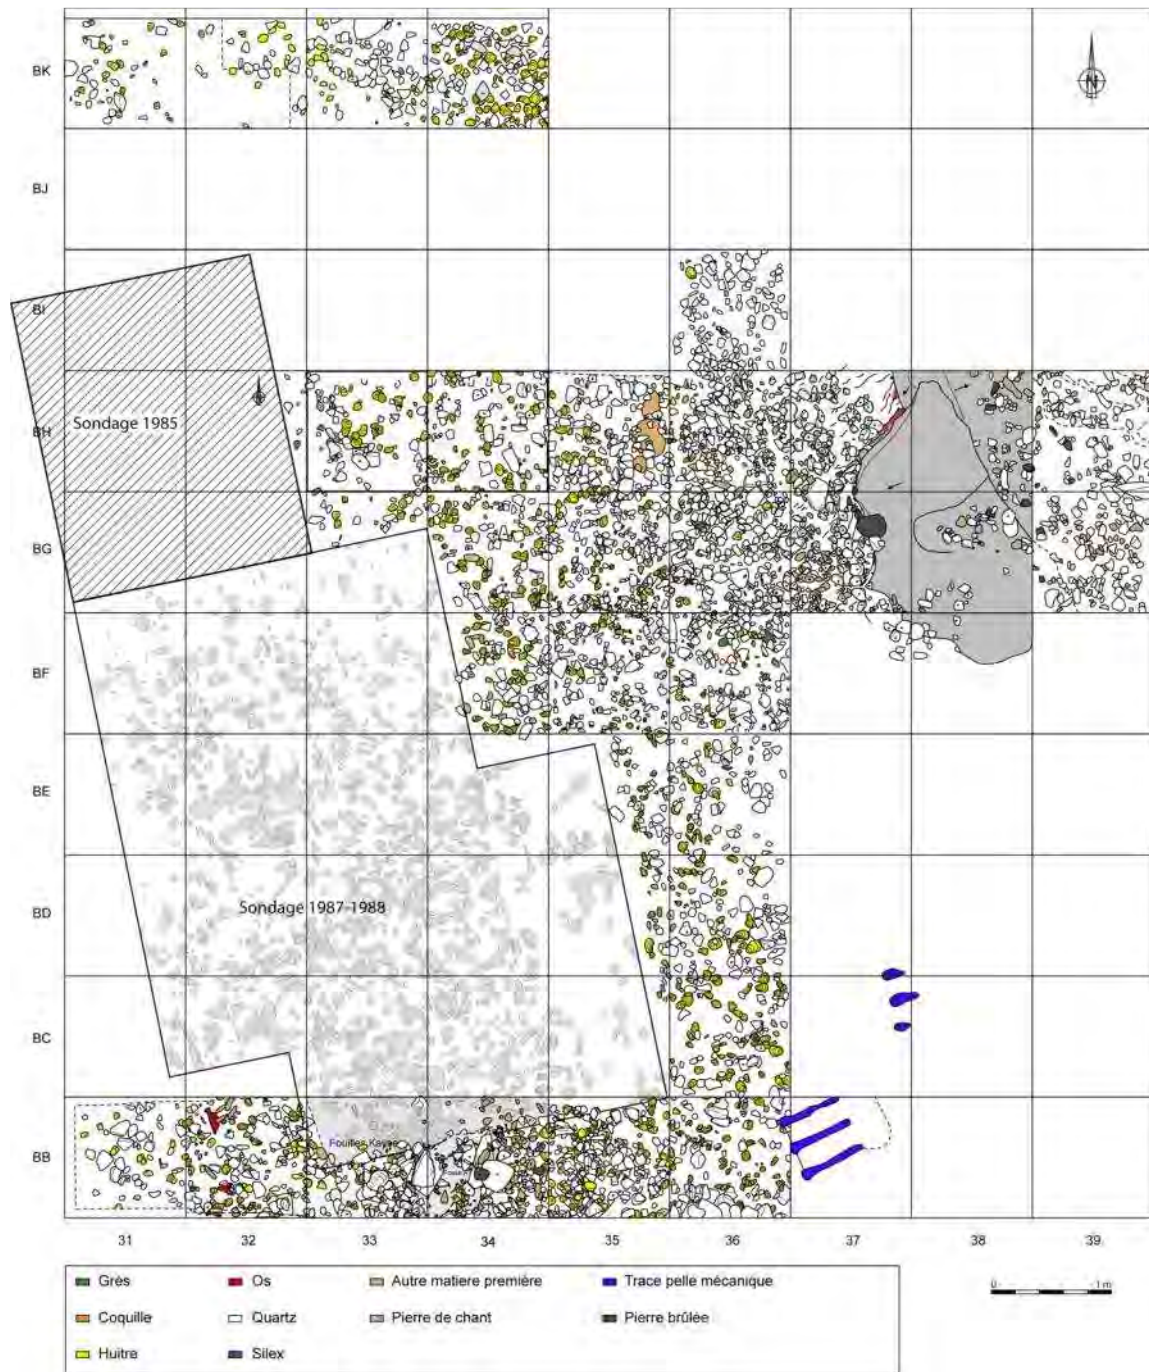 BK
N
BJ
BI
Sondage 1985
BH
BG
BF
BE
Sondage 1987-1988
BD
BC
BB
31 32 33 34 35 36 37 38 39
Grès Os Autre matiere première Trace pelle mécanique
Coquille Quartz Pierre de chant Pierre brûlée
Huitre Silex
0 1 m